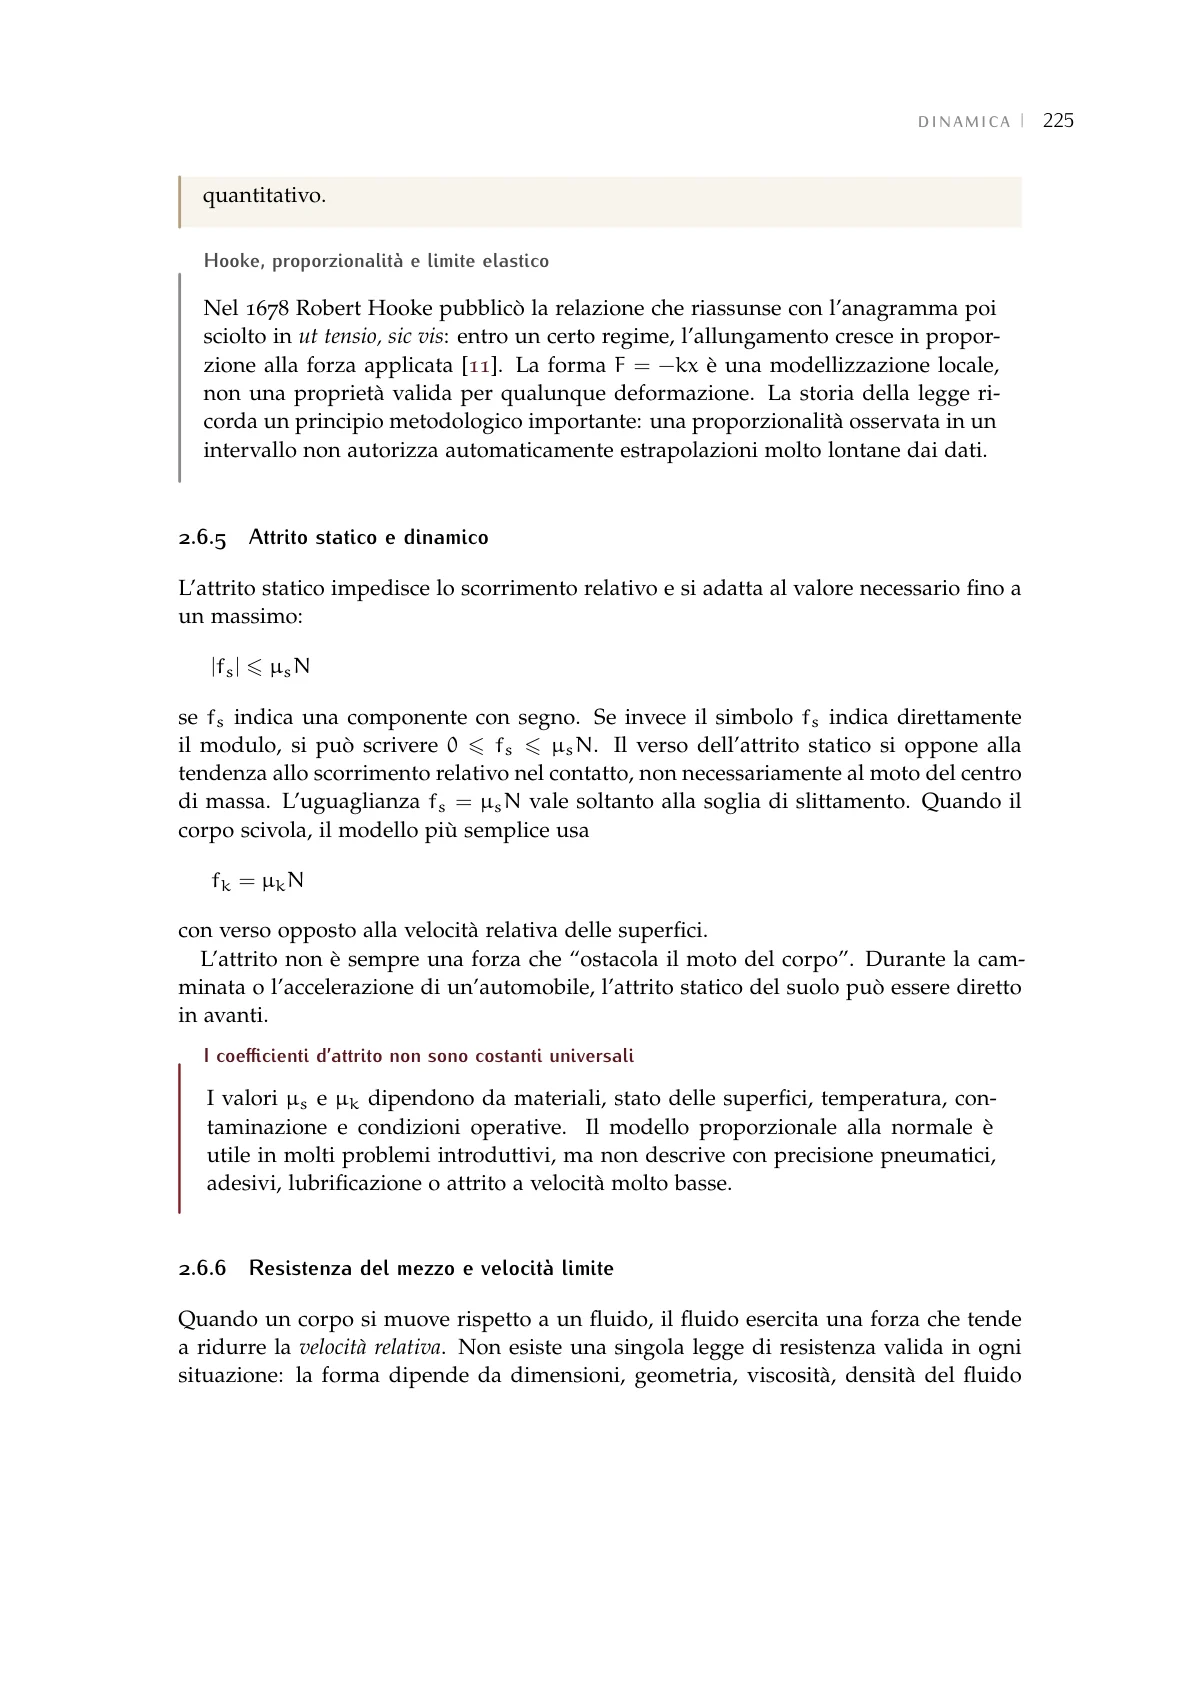 DINAMICA | 225
quantitativo.
Hooke, proporzionalità e limite elastico
Nel 1678 Robert Hooke pubblicò la relazione che riassunse con l’anagramma poi
sciolto in ut tensio, sic vis: entro un certo regime, l’allungamento cresce in propor-
zione alla forza applicata [11]. La forma F = −kx è una modellizzazione locale,
non una proprietà valida per qualunque deformazione. La storia della legge ri-
corda un principio metodologico importante: una proporzionalità osservata in un
intervallo non autorizza automaticamente estrapolazioni molto lontane dai dati.
2.6.5 Attrito statico e dinamico
L’attrito statico impedisce lo scorrimento relativo e si adatta al valore necessario fino a
un massimo:
|fₛ| ⩽ μₛN
se fₛ indica una componente con segno. Se invece il simbolo fₛ indica direttamente
il modulo, si può scrivere 0 ⩽ fₛ ⩽ μₛN. Il verso dell’attrito statico si oppone alla
tendenza allo scorrimento relativo nel contatto, non necessariamente al moto del centro
di massa. L’uguaglianza fₛ = μₛN vale soltanto alla soglia di slittamento. Quando il
corpo scivola, il modello più semplice usa
fₖ = μₖN
con verso opposto alla velocità relativa delle superfici.
L’attrito non è sempre una forza che “ostacola il moto del corpo”. Durante la cam-
minata o l’accelerazione di un’automobile, l’attrito statico del suolo può essere diretto
in avanti.
I coefficienti d’attrito non sono costanti universali
I valori μₛ e μₖ dipendono da materiali, stato delle superfici, temperatura, con-
taminazione e condizioni operative. Il modello proporzionale alla normale è
utile in molti problemi introduttivi, ma non descrive con precisione pneumatici,
adesivi, lubrificazione o attrito a velocità molto basse.
2.6.6 Resistenza del mezzo e velocità limite
Quando un corpo si muove rispetto a un fluido, il fluido esercita una forza che tende
a ridurre la velocità relativa. Non esiste una singola legge di resistenza valida in ogni
situazione: la forma dipende da dimensioni, geometria, viscosità, densità del fluido